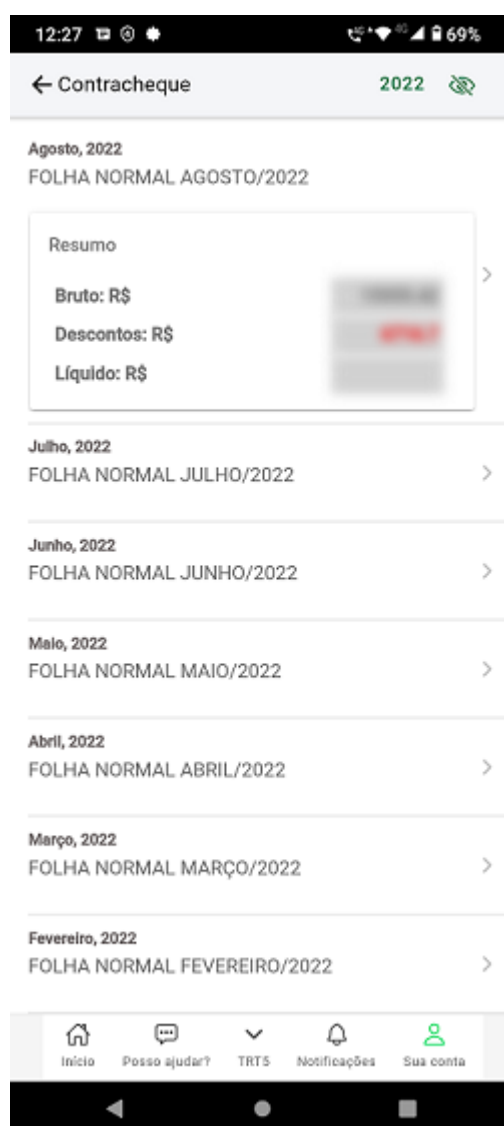 12:27 69%
Contracheque 2022
Agosto, 2022
FOLHA NORMAL AGOSTO/2022
Resumo
Bruto: R$
Descontos: R$
Líquido: R$
Julho, 2022
FOLHA NORMAL JULHO/2022
Junho, 2022
FOLHA NORMAL JUNHO/2022
Maio, 2022
FOLHA NORMAL MAIO/2022
Abril, 2022
FOLHA NORMAL ABRIL/2022
Março, 2022
FOLHA NORMAL MARÇO/2022
Fevereiro, 2022
FOLHA NORMAL FEVEREIRO/2022
Início Posso ajudar? TRT5 Notificações Sua conta